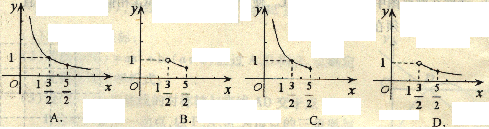 y y y y
1 1 1 1
O 1 3/2 5/2 x O 1 3/2 5/2 x O 1 3/2 5/2 x O 1 3/2 5/2 x
A. B. C. D.